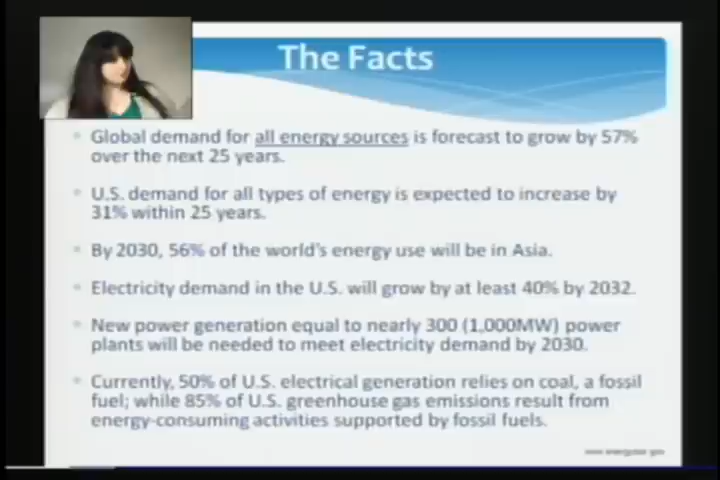 The Facts
Global demand for all energy sources is forecast to grow by 57%
over the next 25 years.
U.S. demand for all types of energy is expected to increase by
31% within 25 years.
By 2030, 56% of the world's energy use will be in Asia.
Electricity demand in the U.S. will grow by at least 40% by 2032.
New power generation equal to nearly 300 (1,000MW) power
plants will be needed to meet electricity demand by 2030.
Currently, 50% of U.S. electrical generation relies on coal, a fossil
fuel; while 85% of U.S. greenhouse gas emissions result from
energy-consuming activities supported by fossil fuels.